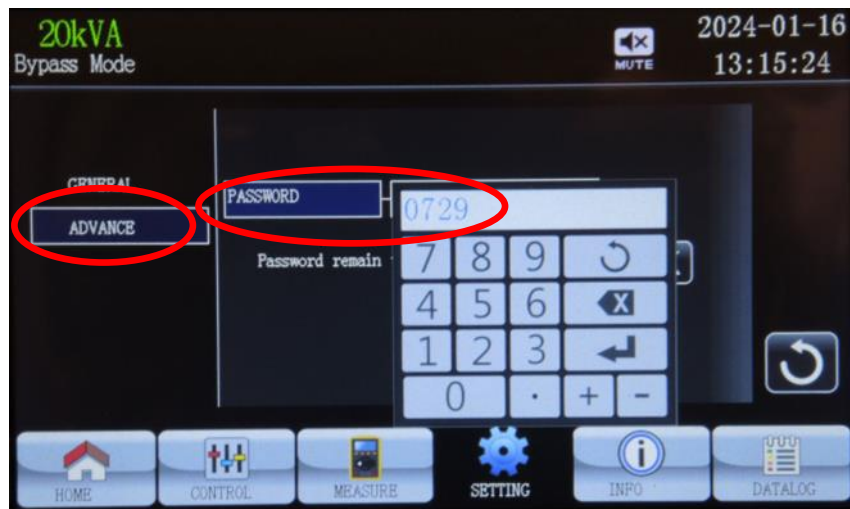 20kVA
Bypass Mode
MUTE
2024-01-16
13:15:24
GENERAL
ADVANCE
PASSWORD
0729
Password remain
7 8 9
4 5 6
1 2 3
0 . + -
HOME
CONTROL
MEASURE
SETTING
INFO
DATALOG